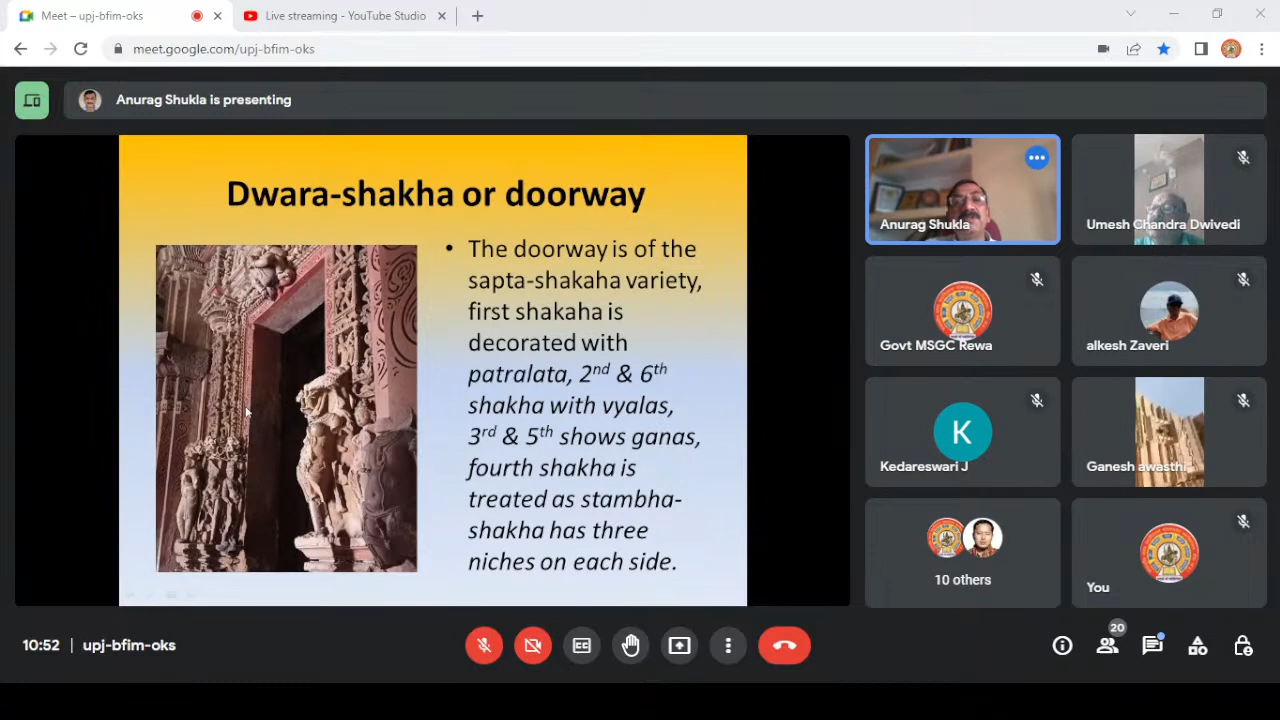 Meet – upj-bfim-oks
Live streaming - YouTube Studio
meet.google.com/upj-bfim-oks
Anurag Shukla is presenting
Dwara-shakha or doorway
• The doorway is of the
sapta-shakaha variety,
first shakaha is
decorated with
patralata, 2nd & 6th
shakha with vyalas,
3rd & 5th shows ganas,
fourth shakha is
treated as stambha-
shakha has three
niches on each side.
Anurag Shukla
Umesh Chandra Dwivedi
Govt MSGC Rewa
alkesh Zaveri
K
Kedareswari J
Ganesh awasthi
10 others
You
10:52 | upj-bfim-oks
CC
20